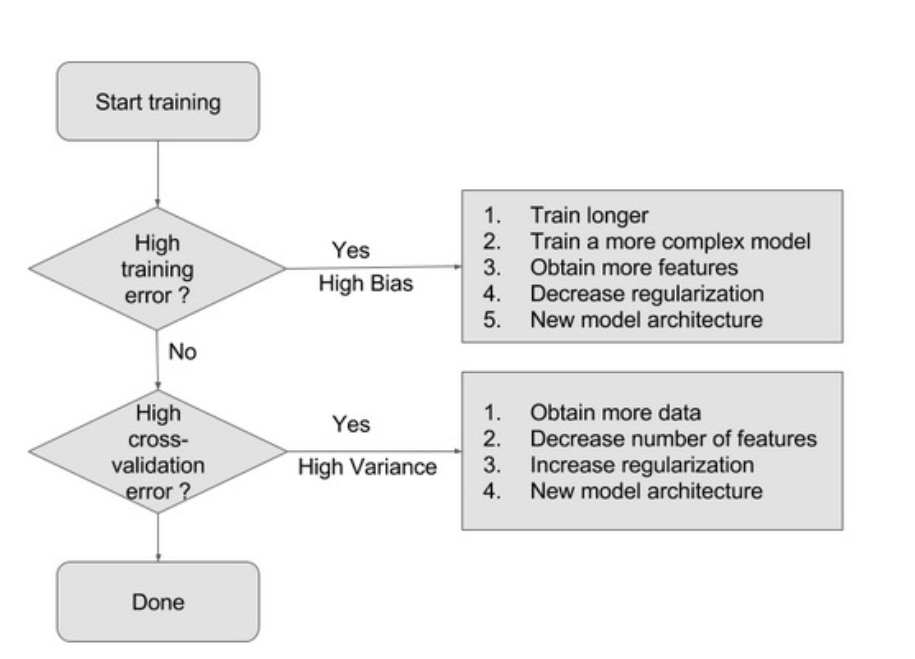 Start training
High
training
error ?
Yes
High Bias
1. Train longer
2. Train a more complex model
3. Obtain more features
4. Decrease regularization
5. New model architecture
No
High
cross-
validation
error ?
Yes
High Variance
1. Obtain more data
2. Decrease number of features
3. Increase regularization
4. New model architecture
Done